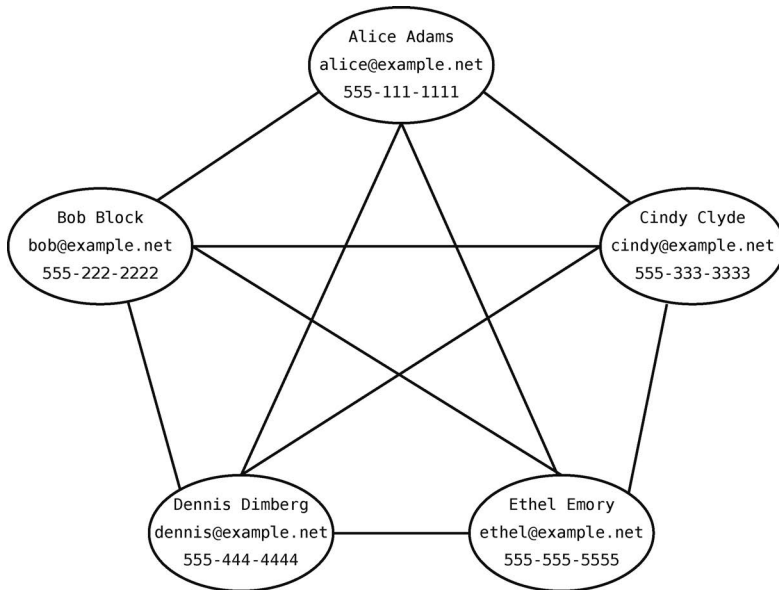 Alice Adams
alice@example.net
555-111-1111
Bob Block
bob@example.net
555-222-2222
Cindy Clyde
cindy@example.net
555-333-3333
Dennis Dimberg
dennis@example.net
555-444-4444
Ethel Emory
ethel@example.net
555-555-5555